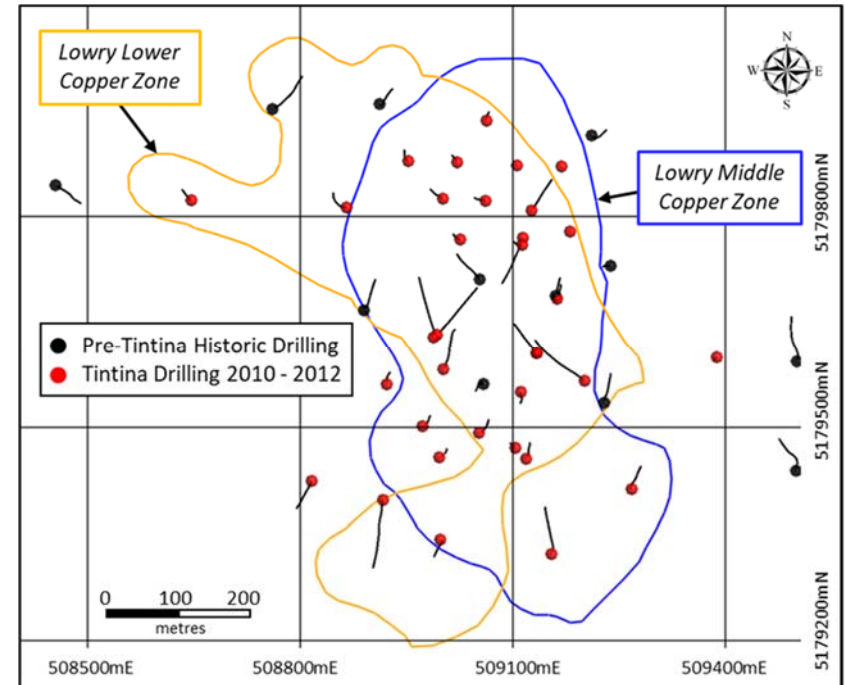 Lowry Lower
Copper Zone
N
W
E
S
Lowry Middle
Copper Zone
5179800mN
Pre-Tintina Historic Drilling
Tintina Drilling 2010 - 2012
5179500mN
0 100 200
metres
5179200mN
508500mE 508800mE 509100mE 509400mE